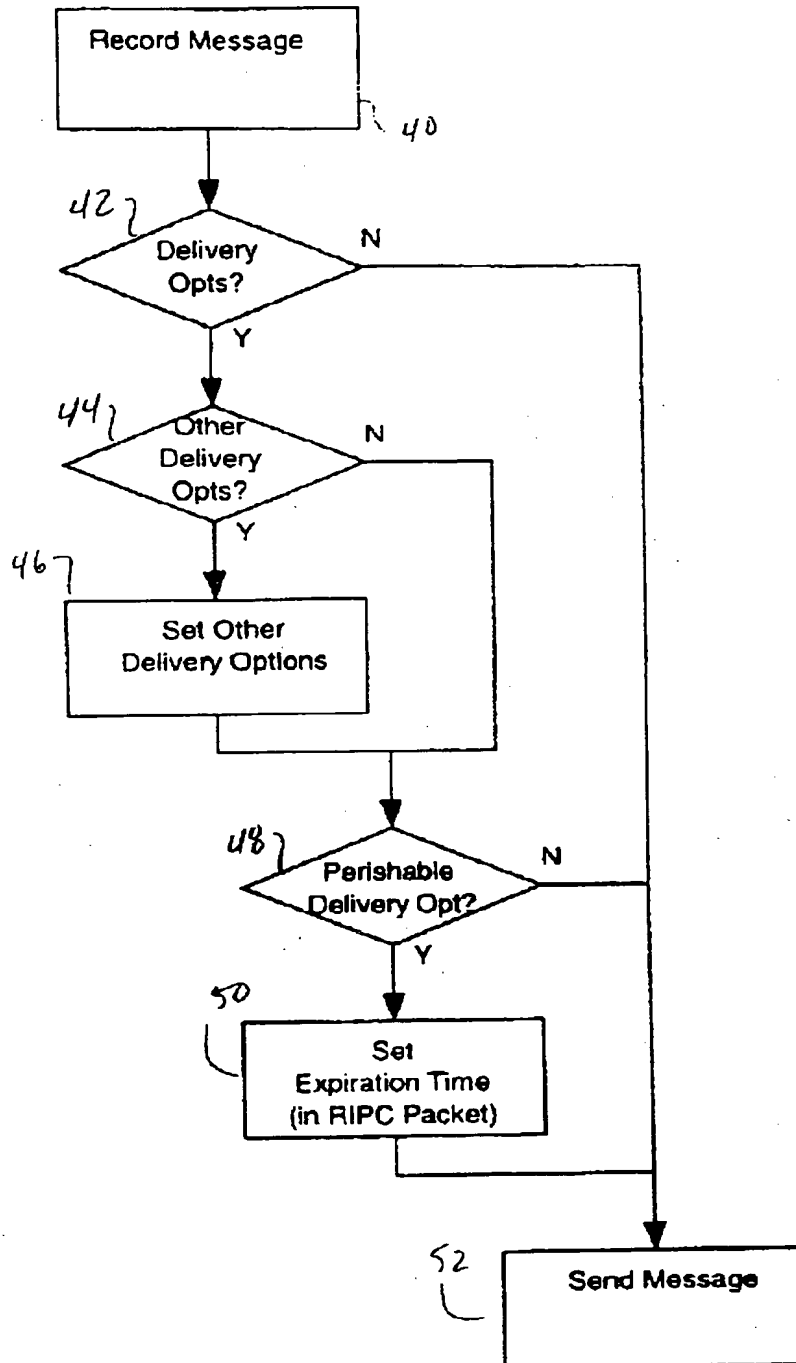 Record Message
40
42
Delivery
Opts?
N
Y
44
Other
Delivery
Opts?
N
Y
46
Set Other
Delivery Options
48
Perishable
Delivery Opt?
N
Y
50
Set
Expiration Time
(in RIPC Packet)
52
Send Message